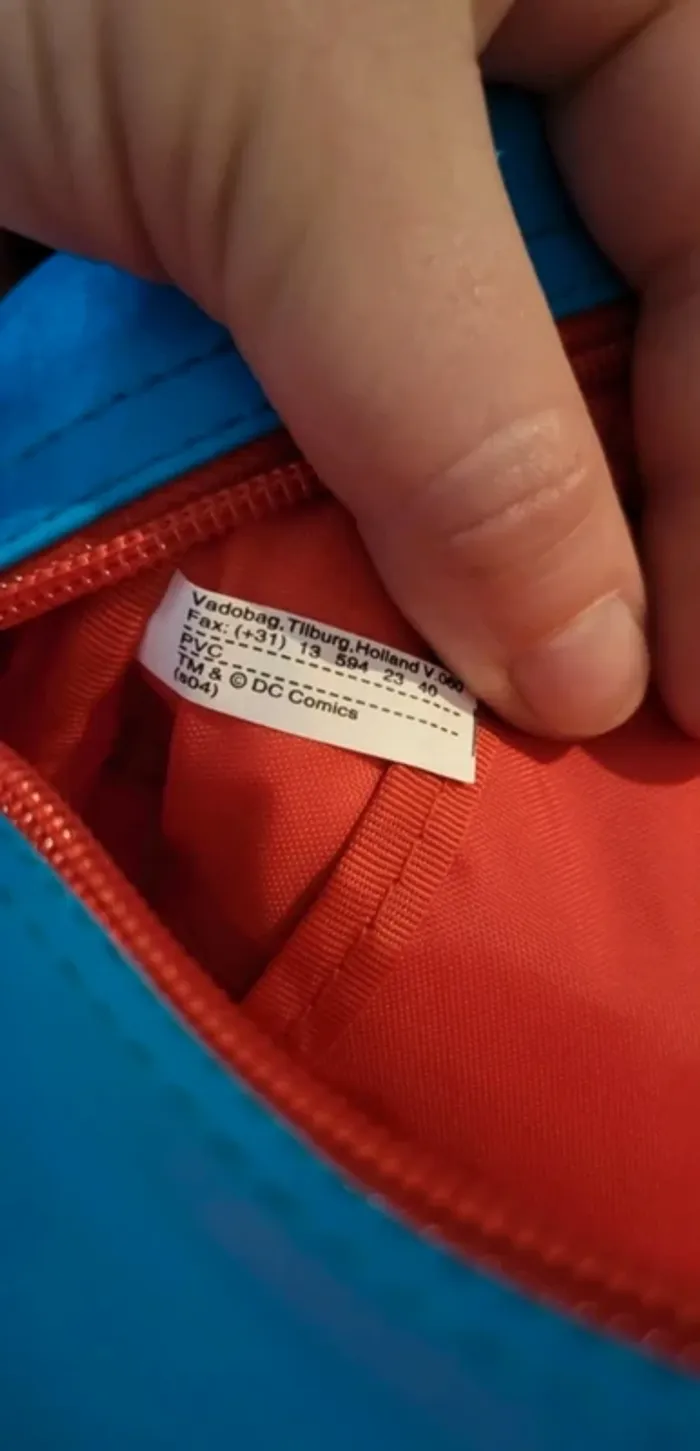 Vadobag, Tilburg, Holland V.060
Fax: (+31) 13 594 23 40
PVC
TM & © DC Comics
(s04)